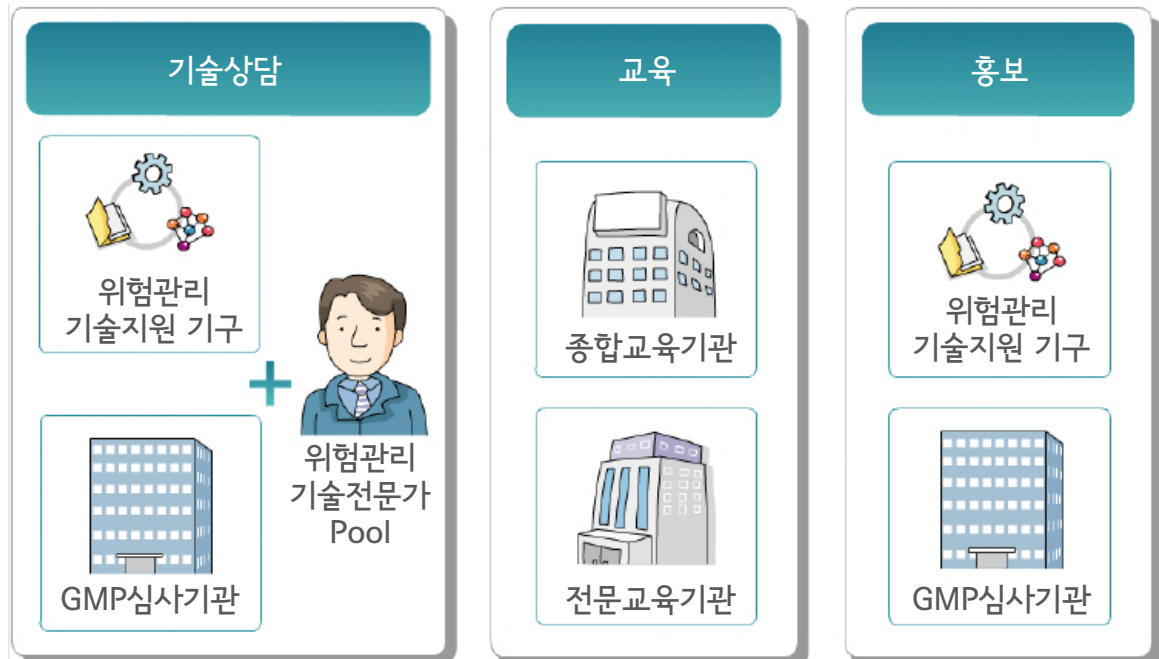 기술상담
위험관리
기술지원 기구
GMP심사기관
위험관리
기술전문가
Pool
교육
종합교육기관
전문교육기관
홍보
위험관리
기술지원 기구
GMP심사기관